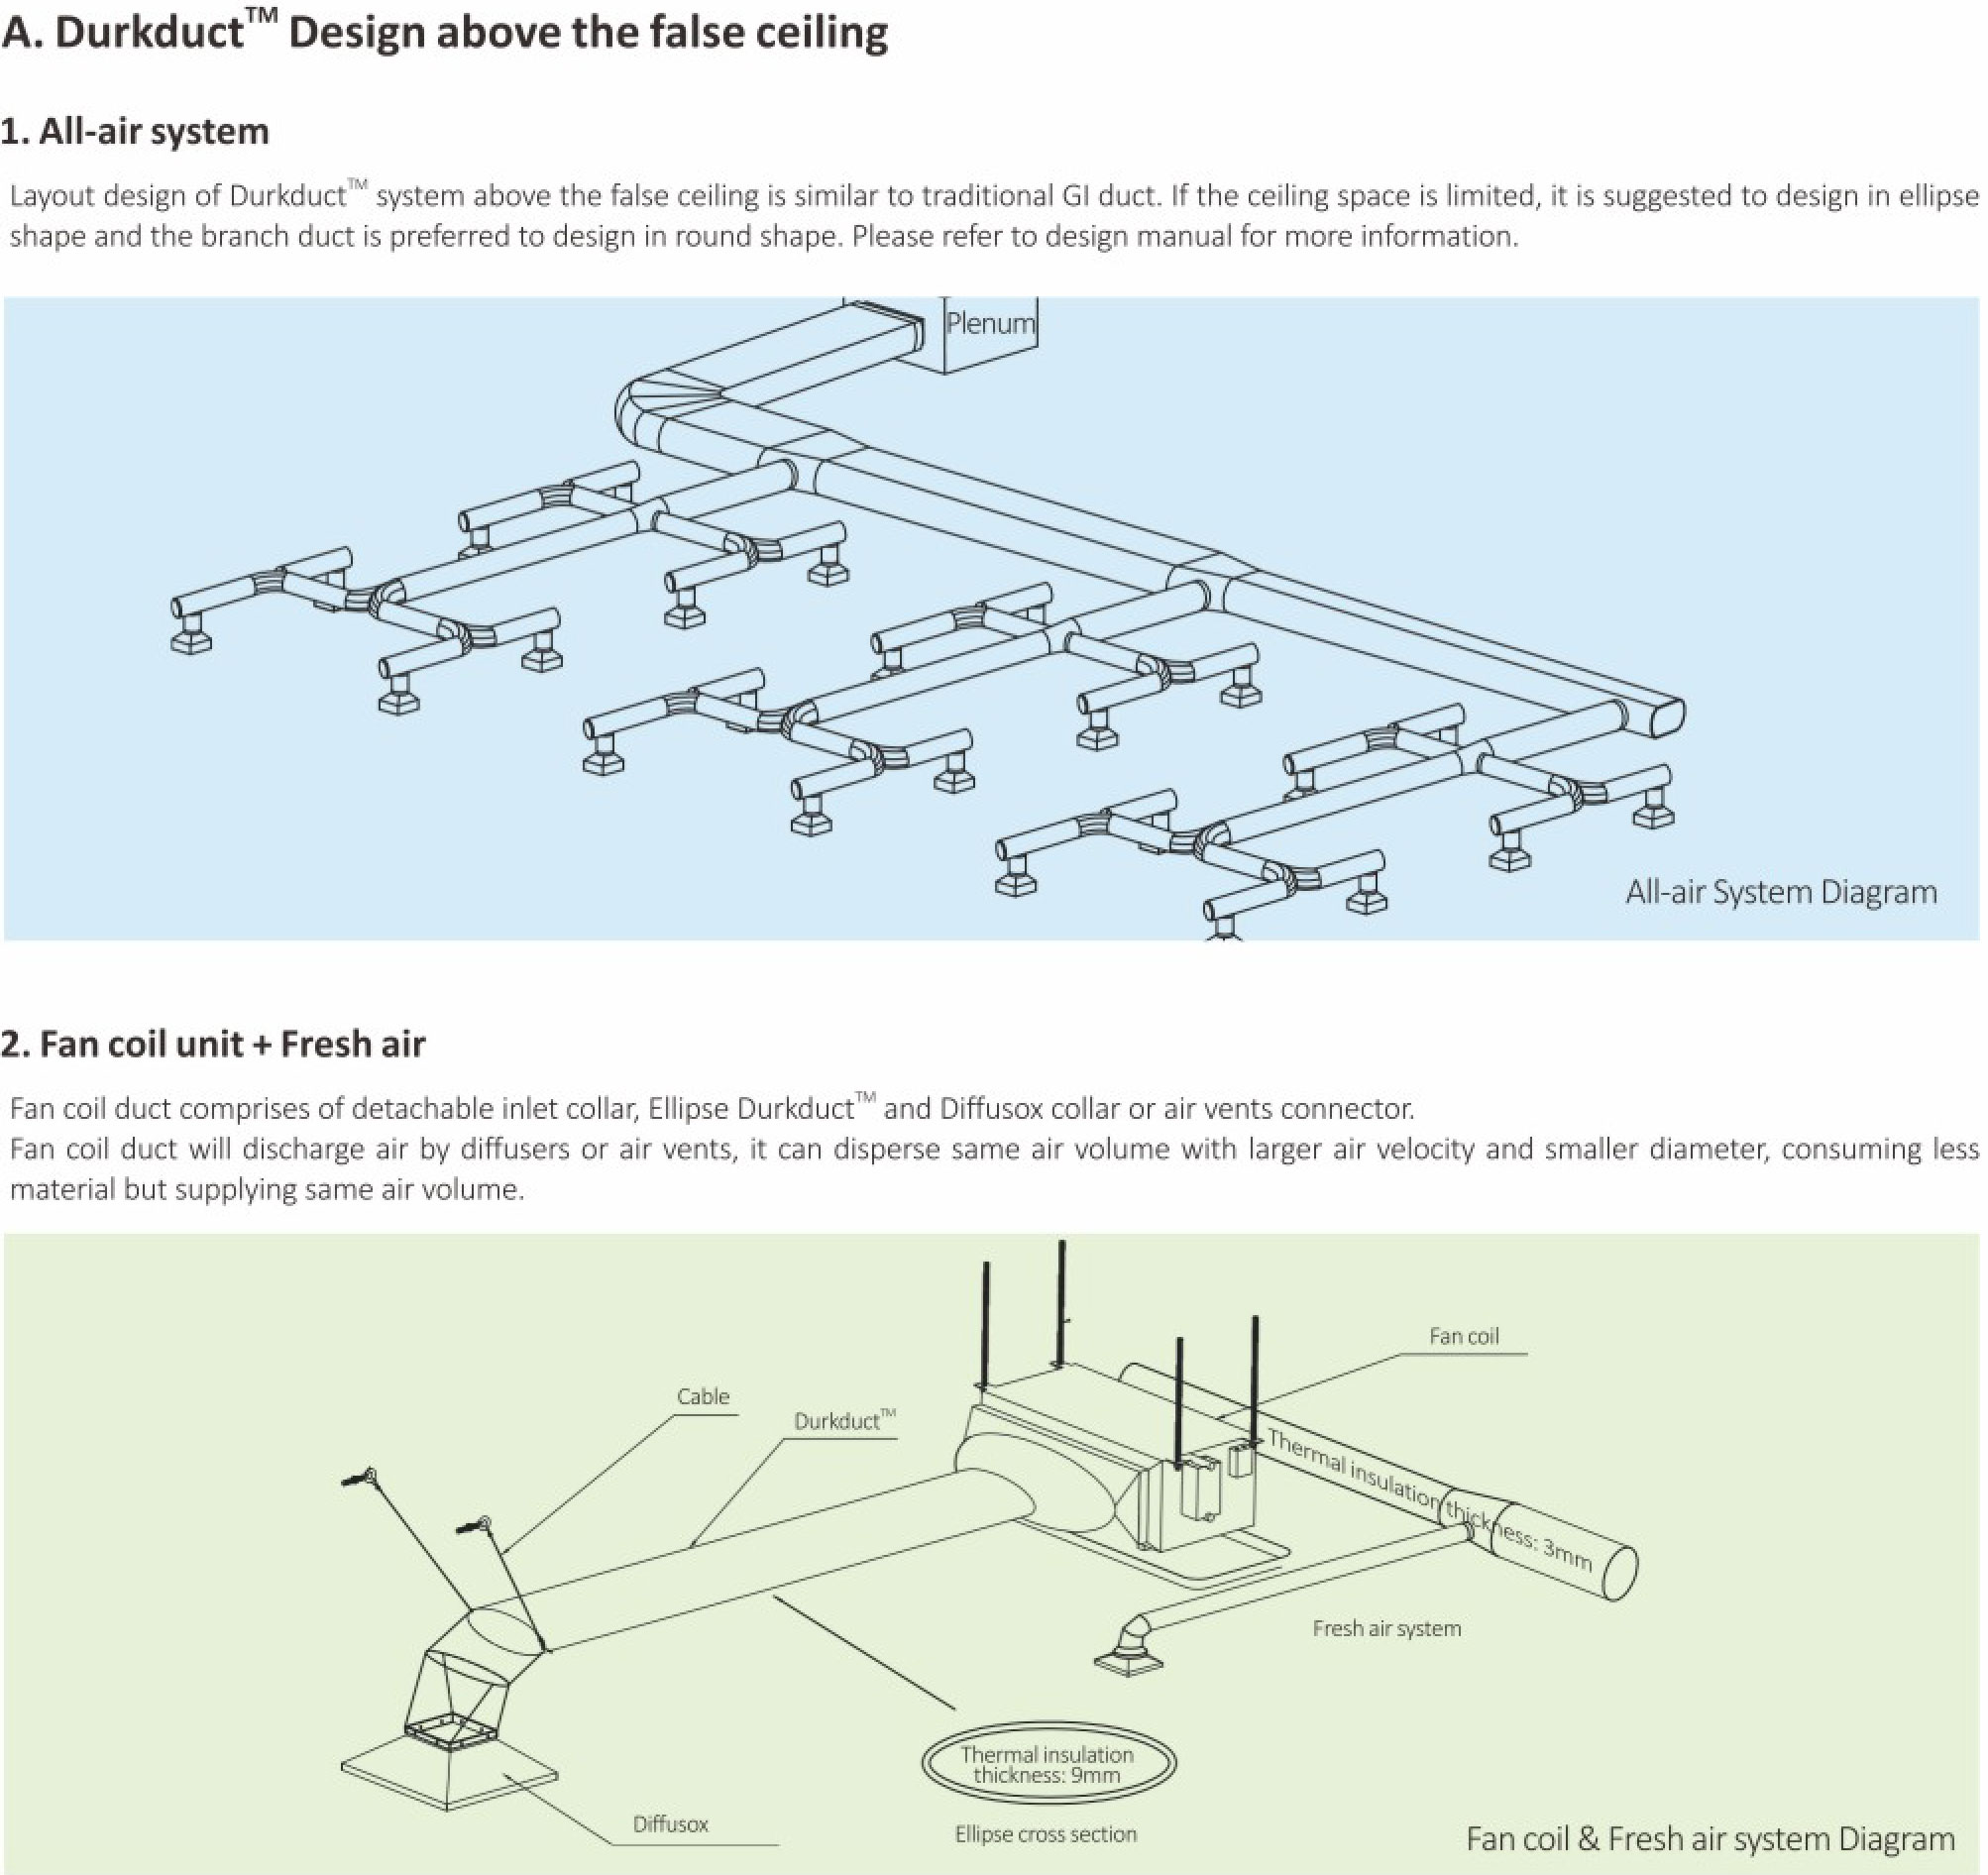 A. Durkduct™ Design above the false ceiling
1. All-air system
Layout design of Durkduct™ system above the false ceiling is similar to traditional GI duct. If the ceiling space is limited, it is suggested to design in ellipse
shape and the branch duct is preferred to design in round shape. Please refer to design manual for more information.
Plenum
All-air System Diagram
2. Fan coil unit + Fresh air
Fan coil duct comprises of detachable inlet collar, Ellipse Durkduct™ and Diffusox collar or air vents connector.
Fan coil duct will discharge air by diffusers or air vents, it can disperse same air volume with larger air velocity and smaller diameter, consuming less
material but supplying same air volume.
Fan coil
Cable
Durkduct™
Thermal insulation thickness: 3mm
Fresh air system
Thermal insulation
thickness: 9mm
Diffusox
Ellipse cross section
Fan coil & Fresh air system Diagram